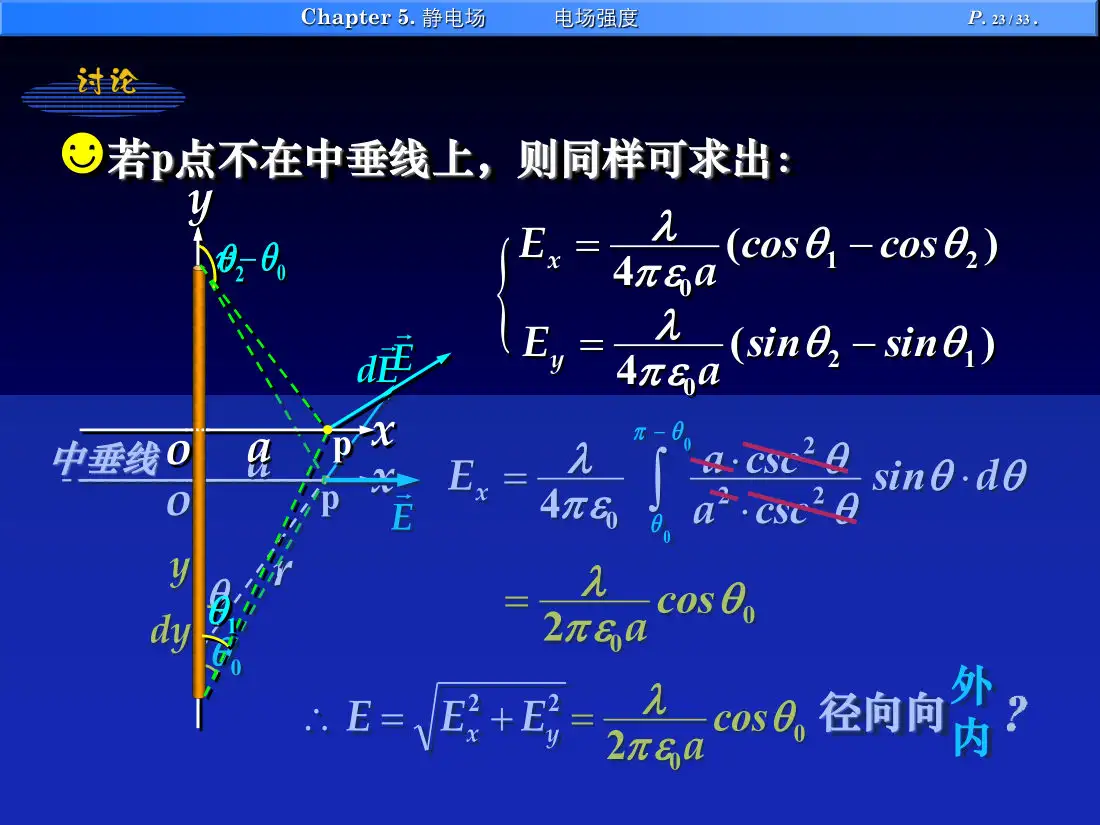 Chapter 5. 静电场 电场强度 P. 23 / 33 .
讨论
若p点不在中垂线上，则同样可求出：
y
θ₂
π－θ₀
Eₓ = λ/(4πε₀a) (cosθ₁ − cosθ₂)
E_y = λ/(4πε₀a) (sinθ₂ − sinθ₁)
dE⃗ E⃗
中垂线 o a p x
o a p x
E⃗
Eₓ = λ/(4πε₀) ∫_{θ₀}^{π－θ₀} (a·csc²θ)/(a²·csc²θ) sinθ·dθ
y θ r
dy θ₁
θ₀
= λ/(2πε₀a) cosθ₀
∴ E = √(Eₓ² + E_y²) = λ/(2πε₀a) cosθ₀ 径向向 外 内 ?